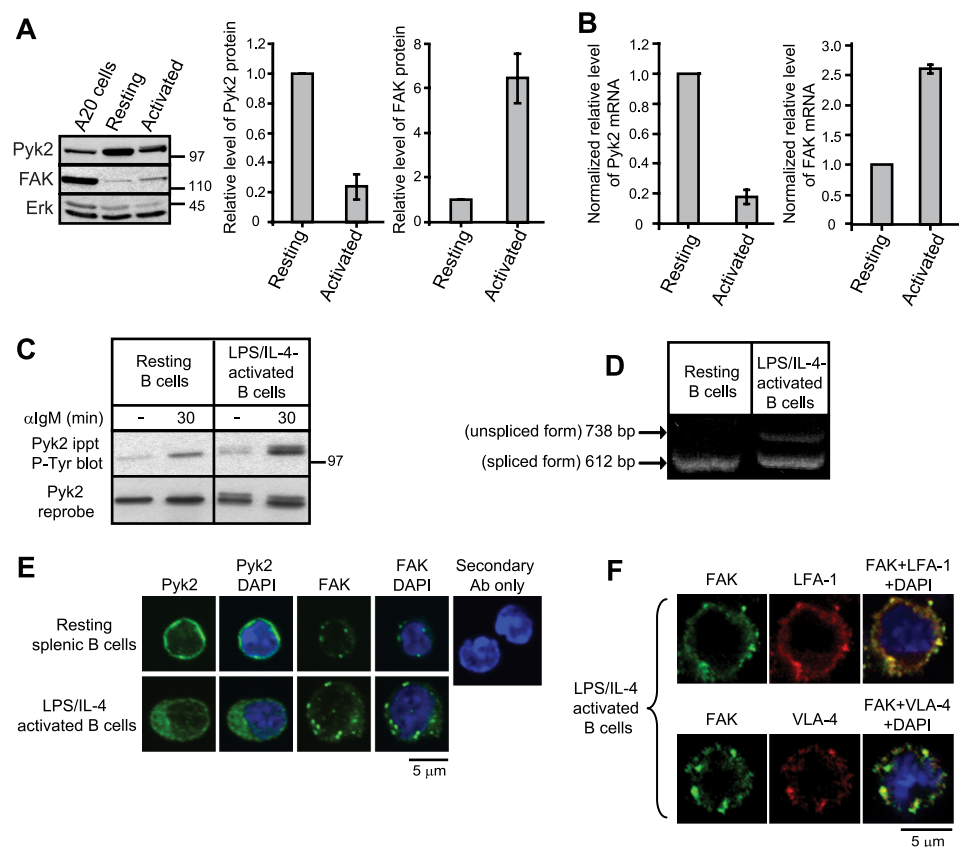 A
A20 cells
Resting
Activated
Pyk2
FAK
Erk
97
110
45
Relative level of Pyk2 protein
1.2
1.0
0.8
0.6
0.4
0.2
0
Resting
Activated
Relative level of FAK protein
8
6
4
2
0
Resting
Activated
B
Normalized relative level
of Pyk2 mRNA
1.2
1.0
0.8
0.6
0.4
0.2
0
Resting
Activated
Normalized relative level
of FAK mRNA
3.0
2.5
2.0
1.5
1.0
0.5
0
Resting
Activated
C
Resting
B cells
LPS/IL-4-
activated
B cells
αIgM (min)
-
30
-
30
Pyk2 ippt
P-Tyr blot
97
Pyk2
reprobe
D
Resting
B cells
LPS/IL-4-
activated
B cells
(unspliced form) 738 bp
(spliced form) 612 bp
E
Pyk2
Pyk2
DAPI
FAK
FAK
DAPI
Secondary
Ab only
Resting
splenic B cells
LPS/IL-4
activated B cells
5 μm
F
FAK
LFA-1
FAK+LFA-1
+DAPI
LPS/IL-4
activated
B cells
FAK
VLA-4
FAK+VLA-4
+DAPI
5 μm